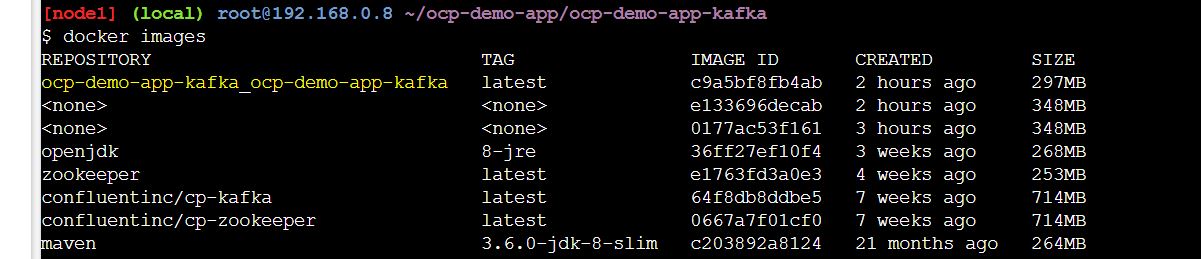 [node1] (local) root@192.168.0.8 ~/ocp-demo-app/ocp-demo-app-kafka
$ docker images
REPOSITORY TAG IMAGE ID CREATED SIZE
ocp-demo-app-kafka_ocp-demo-app-kafka latest c9a5bf8fb4ab 2 hours ago 297MB
<none> <none> e133696decab 2 hours ago 348MB
<none> <none> 0177ac53f161 3 hours ago 348MB
openjdk 8-jre 36ff27ef10f4 3 weeks ago 268MB
zookeeper latest e1763fd3a0e3 4 weeks ago 253MB
confluentinc/cp-kafka latest 64f8db8ddbe5 7 weeks ago 714MB
confluentinc/cp-zookeeper latest 0667a7f01cf0 7 weeks ago 714MB
maven 3.6.0-jdk-8-slim c203892a8124 21 months ago 264MB